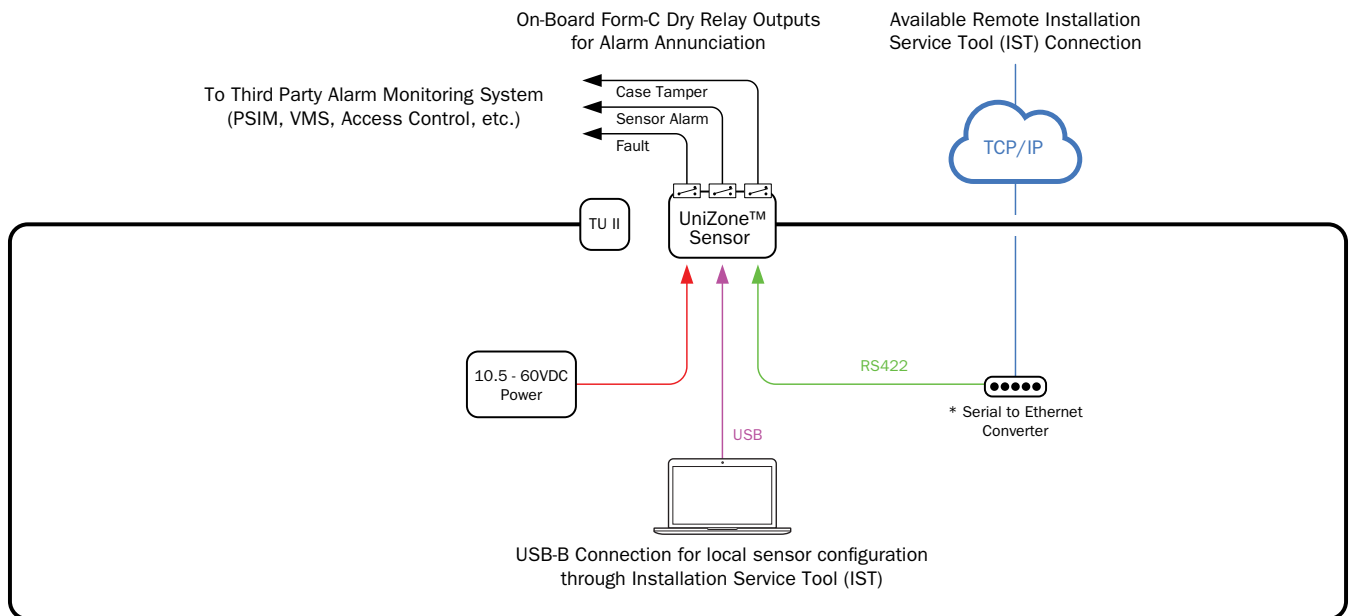 On-Board Form-C Dry Relay Outputs
for Alarm Annunciation
Available Remote Installation
Service Tool (IST) Connection
To Third Party Alarm Monitoring System
(PSIM, VMS, Access Control, etc.)
Case Tamper
Sensor Alarm
Fault
TCP/IP
TU II
UniZone™
Sensor
10.5 - 60VDC
Power
RS422
* Serial to Ethernet
Converter
USB
USB-B Connection for local sensor configuration
through Installation Service Tool (IST)